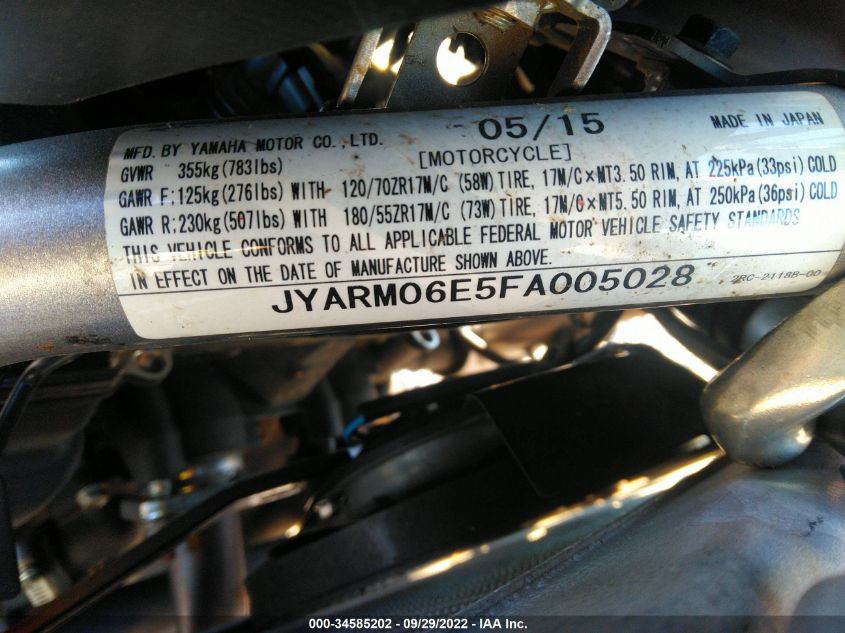 05/15 MADE IN JAPAN
MFD. BY YAMAHA MOTOR CO.,LTD.
[MOTORCYCLE]
GVWR 355kg(783lbs)
GAWR F:125kg(276lbs) WITH 120/70ZR17M/C (58W) TIRE, 17M/C×MT3.50 RIM, AT 225kPa(33psi) COLD
GAWR R:230kg(507lbs) WITH 180/55ZR17M/C (73W) TIRE, 17M/C×MT5.50 RIM, AT 250kPa(36psi) COLD
THIS VEHICLE CONFORMS TO ALL APPLICABLE FEDERAL MOTOR VEHICLE SAFETY STANDARDS
IN EFFECT ON THE DATE OF MANUFACTURE SHOWN ABOVE.
JYARM06E5FA005028 2RC-2118B-00
000-34585202 - 09/29/2022 - IAA Inc.